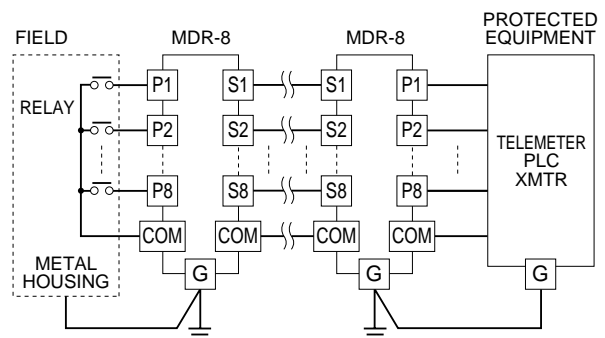 FIELD
MDR-8
MDR-8
PROTECTED
EQUIPMENT
RELAY
P1
S1
S1
P1
P2
S2
S2
P2
TELEMETER
PLC
XMTR
P8
S8
S8
P8
COM
COM
COM
COM
METAL
HOUSING
G
G
G